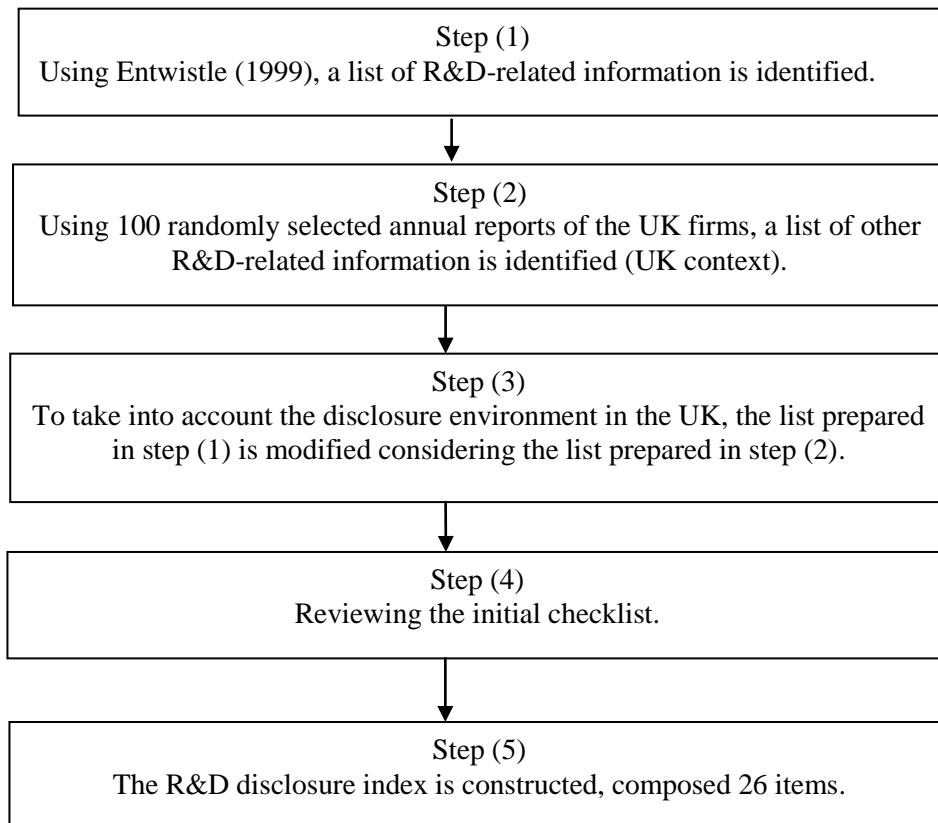 Step (1)
Using Entwistle (1999), a list of R&D-related information is identified.
Step (2)
Using 100 randomly selected annual reports of the UK firms, a list of other
R&D-related information is identified (UK context).
Step (3)
To take into account the disclosure environment in the UK, the list prepared
in step (1) is modified considering the list prepared in step (2).
Step (4)
Reviewing the initial checklist.
Step (5)
The R&D disclosure index is constructed, composed 26 items.